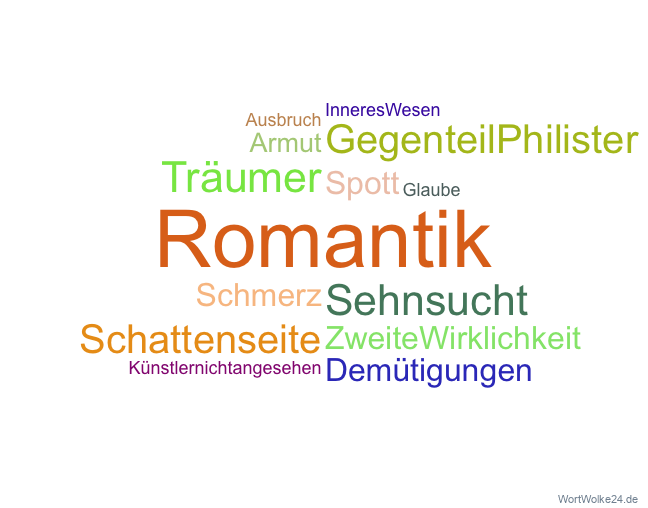 InneresWesen
Ausbruch
Armut GegenteilPhilister
Träumer Spott Glaube
Romantik
Schmerz Sehnsucht
Schattenseite ZweiteWirklichkeit
Künstlernichtangesehen Demütigungen
WortWolke24.de